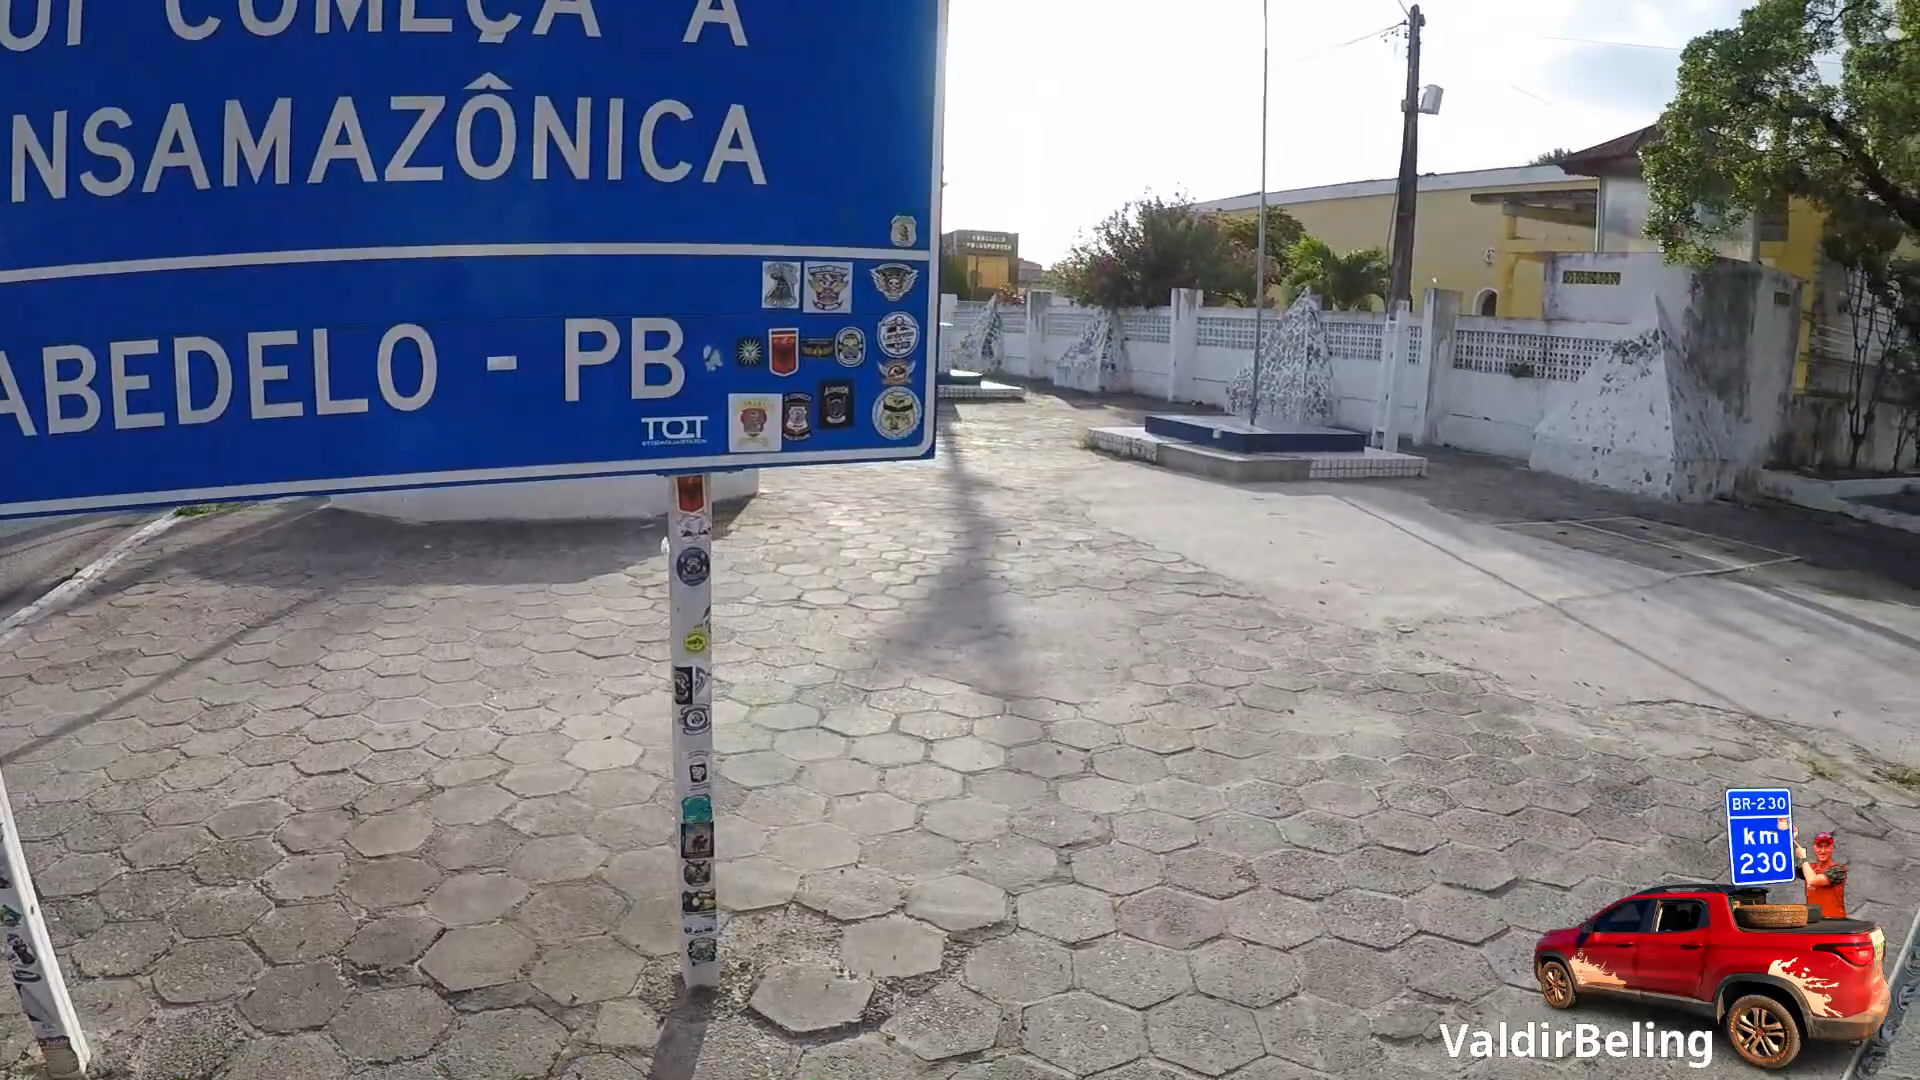 UI COMEÇA A
NSAMAZÔNICA
ABEDELO - PB
TQT
BR-230
km
230
ValdirBeling